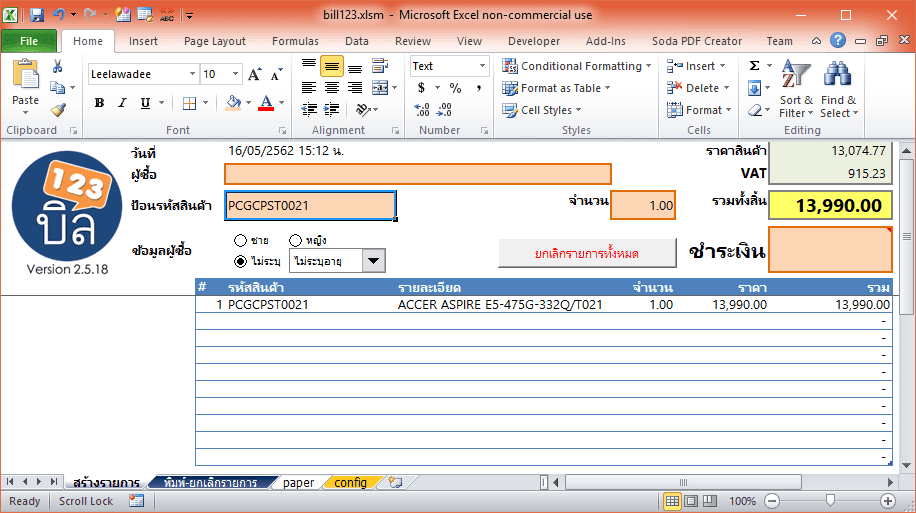 bill123.xlsm - Microsoft Excel non-commercial use
File Home Insert Page Layout Formulas Data Review View Developer Add-Ins Soda PDF Creator Team
Paste
Leelawadee 10
B I U
A A
Text
$ % ,
Conditional Formatting
Format as Table
Cell Styles
Insert
Delete
Format
Σ
Sort & Filter
Find & Select
Clipboard Font Alignment Number Styles Cells Editing
123
บิล
Version 2.5.18
วันที่ 16/05/2562 15:12 น. ราคาสินค้า 13,074.77
ผู้ซื้อ VAT 915.23
ป้อนรหัสสินค้า PCGCPST0021 จำนวน 1.00 รวมทั้งสิ้น 13,990.00
ข้อมูลผู้ซื้อ ชาย หญิง
ไม่ระบุ ไม่ระบุอายุ ยกเลิกรายการทั้งหมด ชำระเงิน
# รหัสสินค้า รายละเอียด จำนวน ราคา รวม
1 PCGCPST0021 ACCER ASPIRE E5-475G-332Q/T021 1.00 13,990.00 13,990.00
-
-
-
-
-
-
-
-
-
สร้างรายการ พิมพ์-ยกเลิกรายการ paper config
Ready Scroll Lock 100%